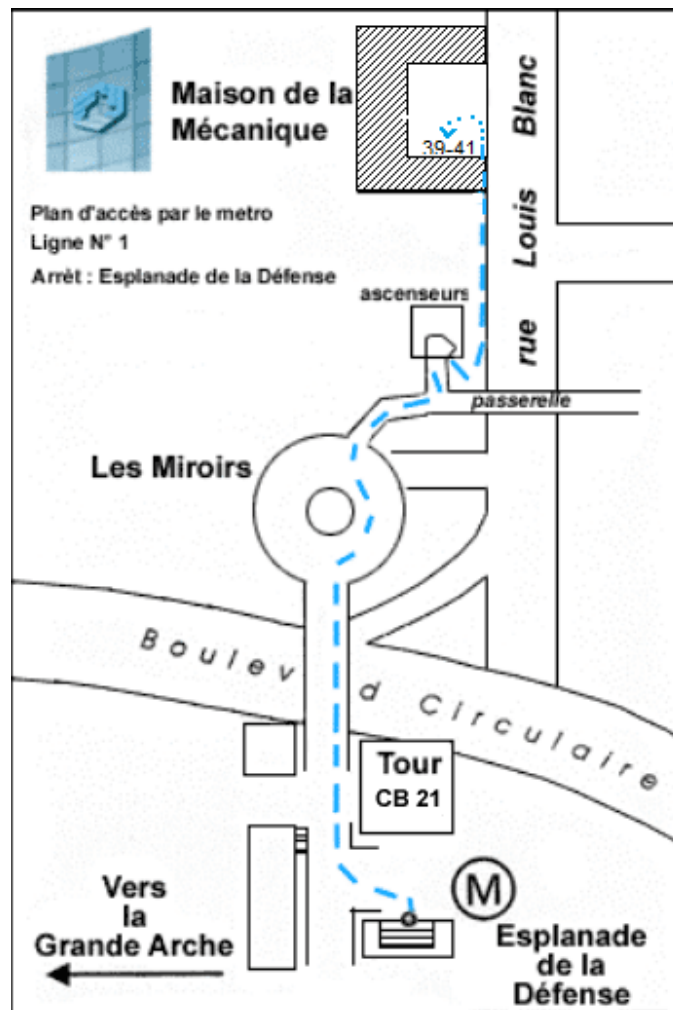 Maison de la
Mécanique
Plan d'accès par le metro
Ligne N° 1
Arrèt : Esplanade de la Défense
39-41
rue Louis Blanc
ascenseurs
passerelle
Les Miroirs
Boulev d Circulaire
Tour
CB 21
M
Vers
la
Grande Arche
Esplanade
de la
Défense